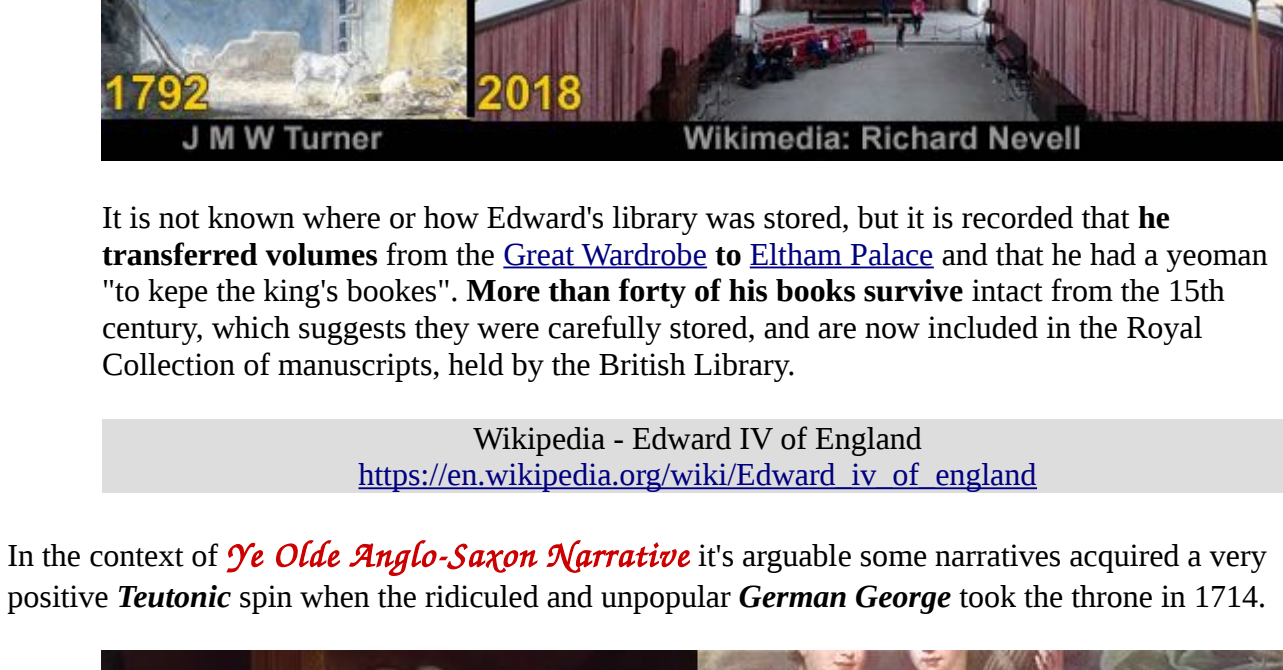 1792
2018
J M W Turner
Wikimedia: Richard Nevell
It is not known where or how Edward's library was stored, but it is recorded that he
transferred volumes from the Great Wardrobe to Eltham Palace and that he had a yeoman
"to kepe the king's bookes". More than forty of his books survive intact from the 15th
century, which suggests they were carefully stored, and are now included in the Royal
Collection of manuscripts, held by the British Library.
Wikipedia - Edward IV of England
https://en.wikipedia.org/wiki/Edward_iv_of_england
In the context of Ye Olde Anglo-Saxon Narrative it's arguable some narratives acquired a very
positive Teutonic spin when the ridiculed and unpopular German George took the throne in 1714.